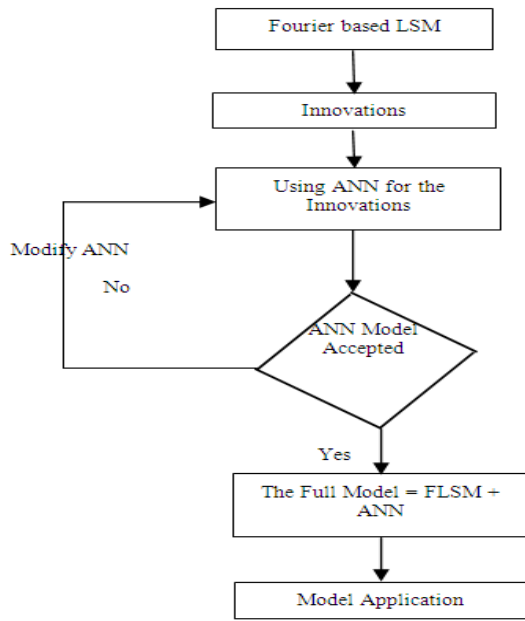 Fourier based LSM
Innovations
Using ANN for the
Innovations
Modify ANN
No
ANN Model
Accepted
Yes
The Full Model = FLSM +
ANN
Model Application